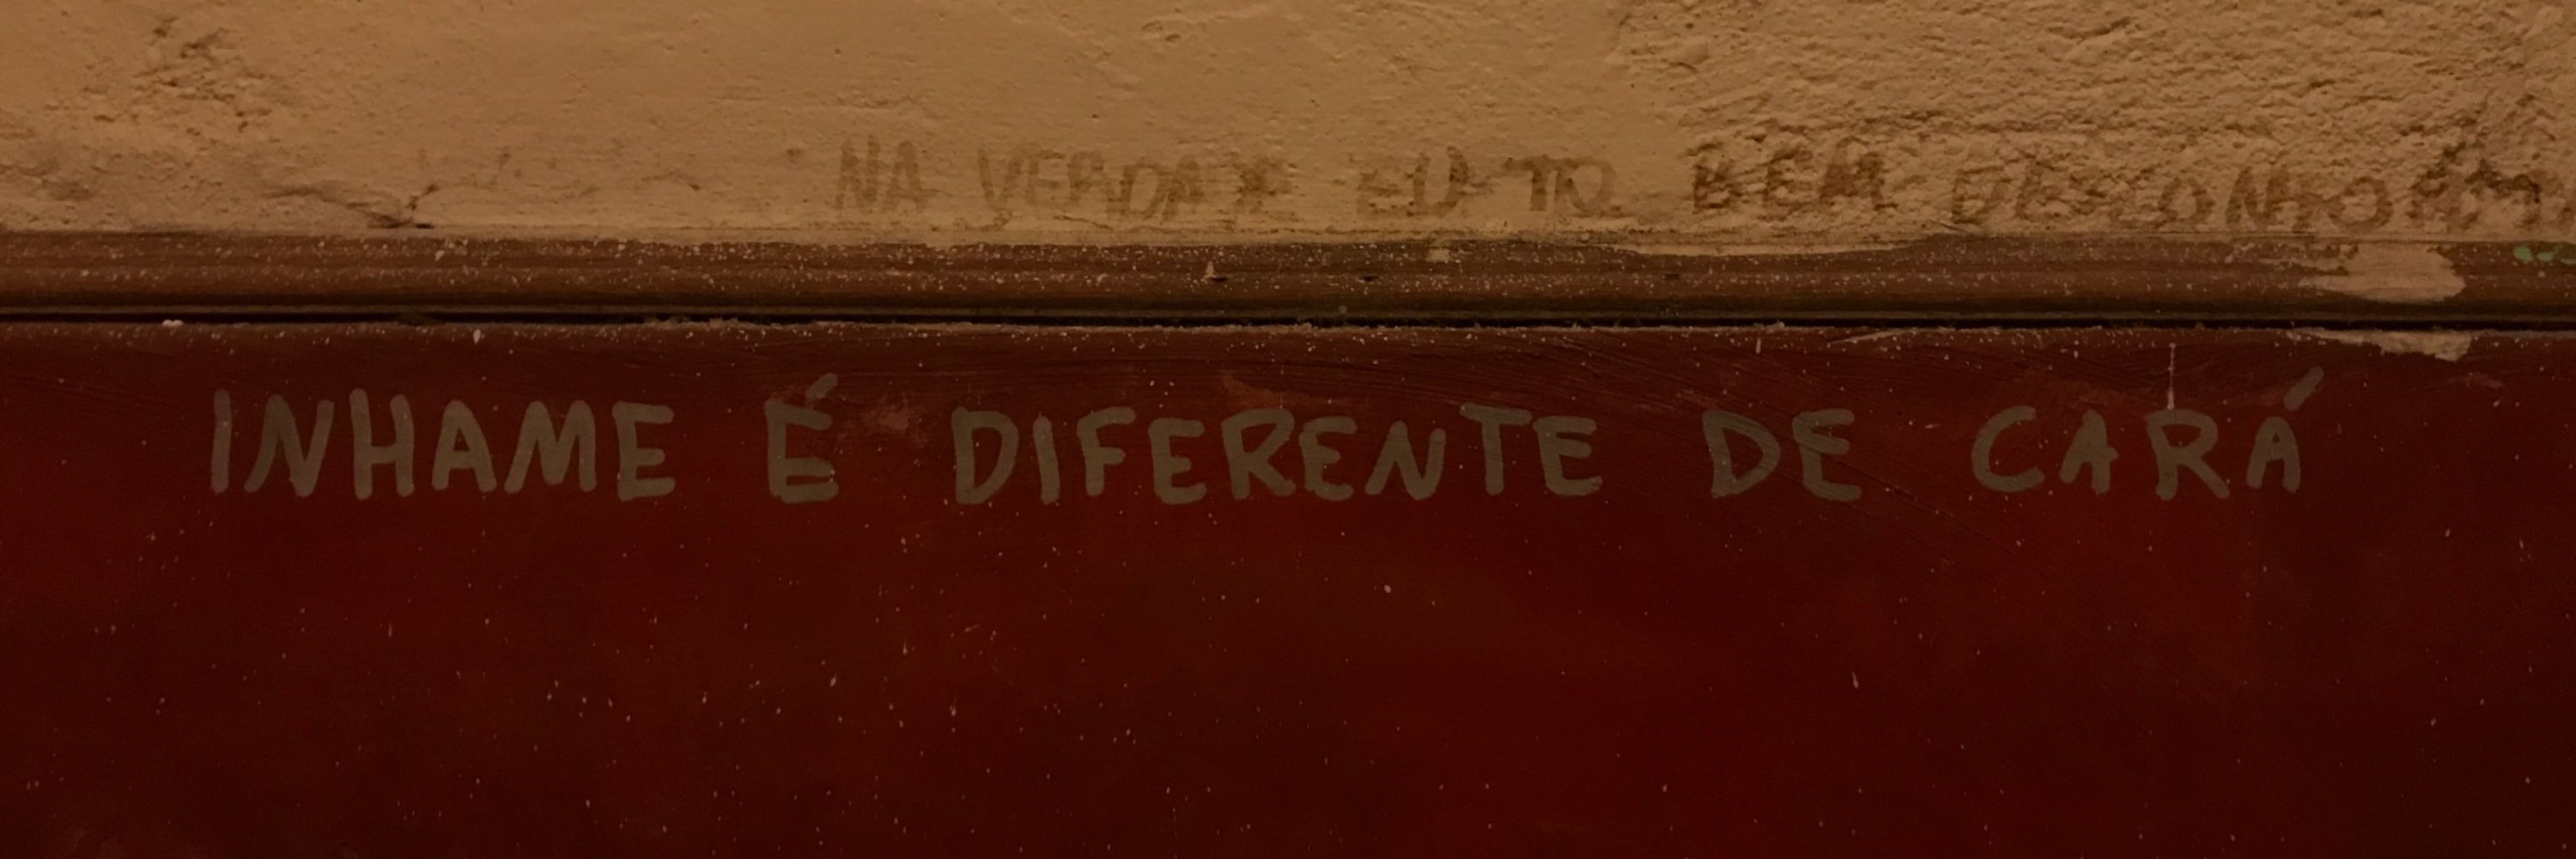 NA VERDADE EU TO BEM
INHAME É DIFERENTE DE CARÁ